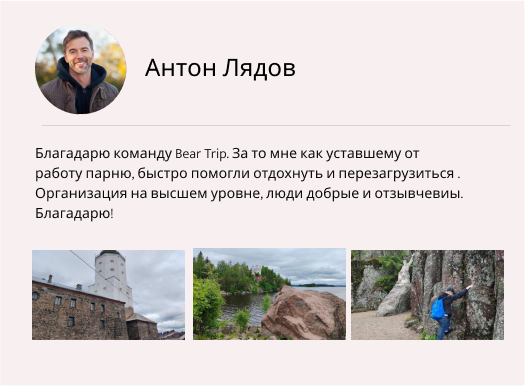 Антон Лядов
Благадарю команду Bear Trip. За то мне как уставшему от
работу парню, быстро помогли отдохнуть и перезагрузиться .
Организация на высшем уровне, люди добрые и отзывчевиы.
Благадарю!